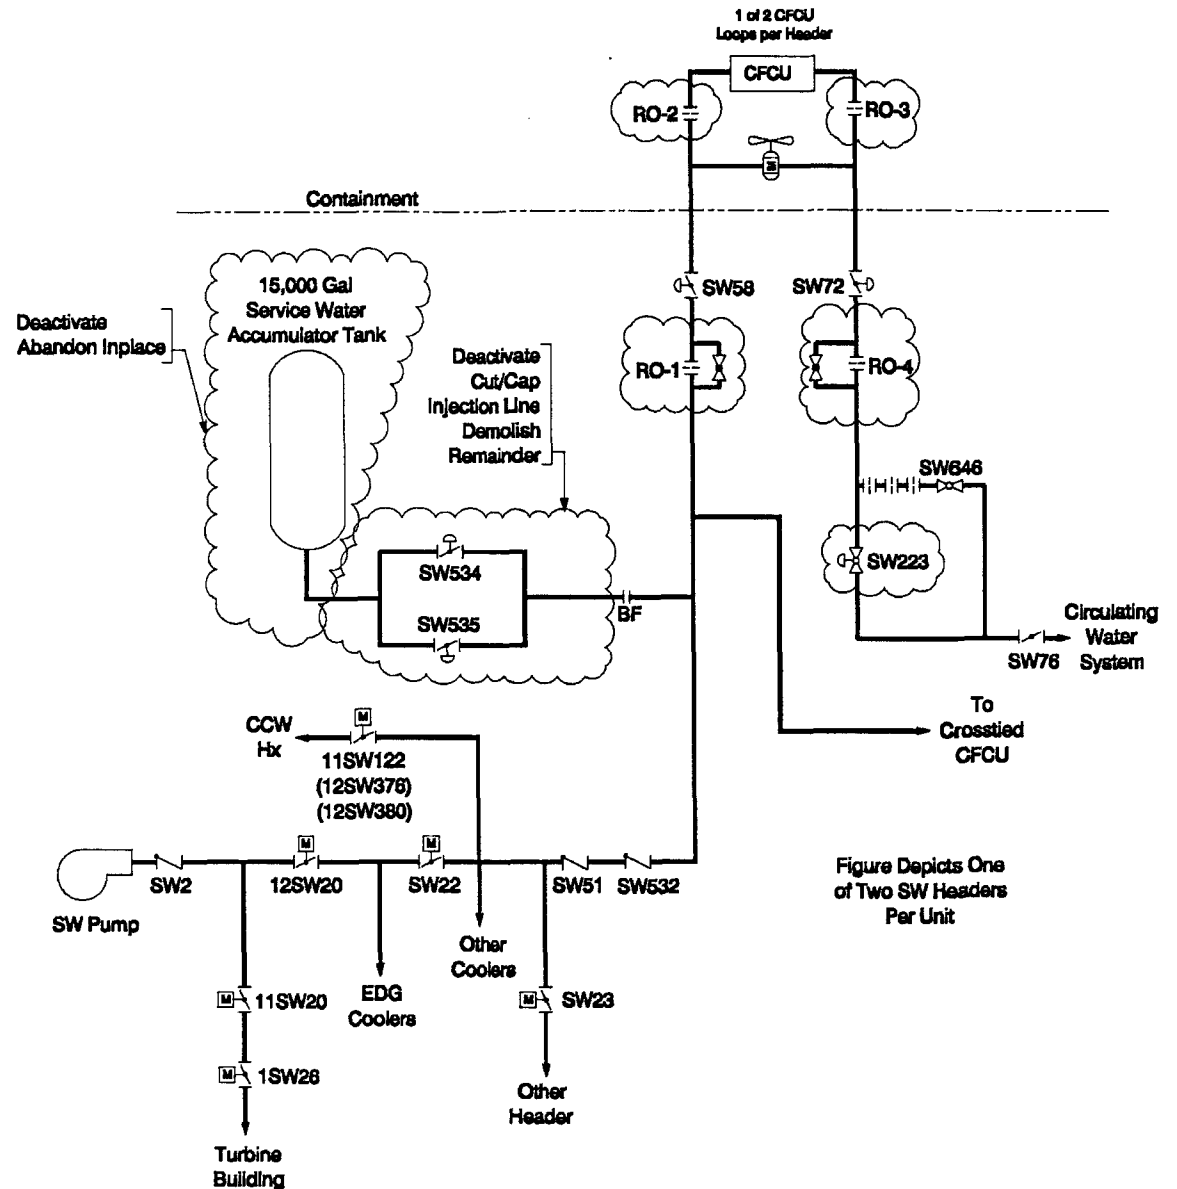 1 of 2 CFCU
Loops per Header
CFCU
RO-2
RO-3
Containment
SW58
SW72
15,000 Gal
Service Water
Accumulator Tank
Deactivate
Abandon Inplace
Deactivate
Cut/Cap
Injection Line
Demolish
Remainder
RO-1
RO-4
SW646
SW534
SW223
SW535
BF
Circulating
Water
System
SW76
To
Crosstied
CFCU
CCW
Hx
M
11SW122
(12SW376)
(12SW380)
M
M
SW2
12SW20
SW22
SW51
SW532
SW Pump
Figure Depicts One
of Two SW Headers
Per Unit
Other
Coolers
EDG
Coolers
M
11SW20
M
SW23
M
1SW26
Other
Header
Turbine
Building